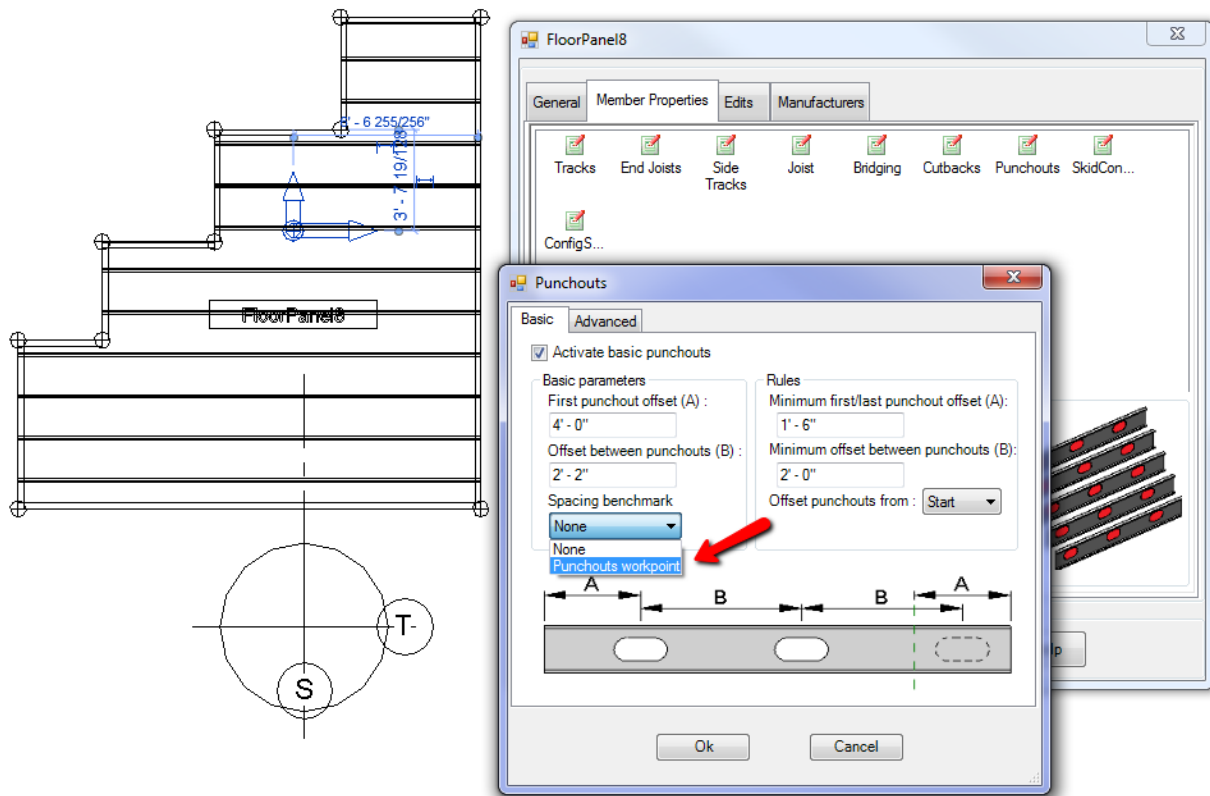 FloorPanel8
General Member Properties Edits Manufacturers
Tracks End Joists Side Tracks Joist Bridging Cutbacks Punchouts SkidCon...
ConfigS...
' - 6 255/256"
3' - 7 19/128"
FloorPanel8
T
S
Punchouts
Basic Advanced
Activate basic punchouts
Basic parameters
First punchout offset (A) :
4' - 0"
Offset between punchouts (B) :
2' - 2"
Spacing benchmark
None
None
Punchouts workpoint
Rules
Minimum first/last punchout offset (A):
1' - 6"
Minimum offset between punchouts (B):
2' - 0"
Offset punchouts from : Start
A B B A
Ok Cancel
lp